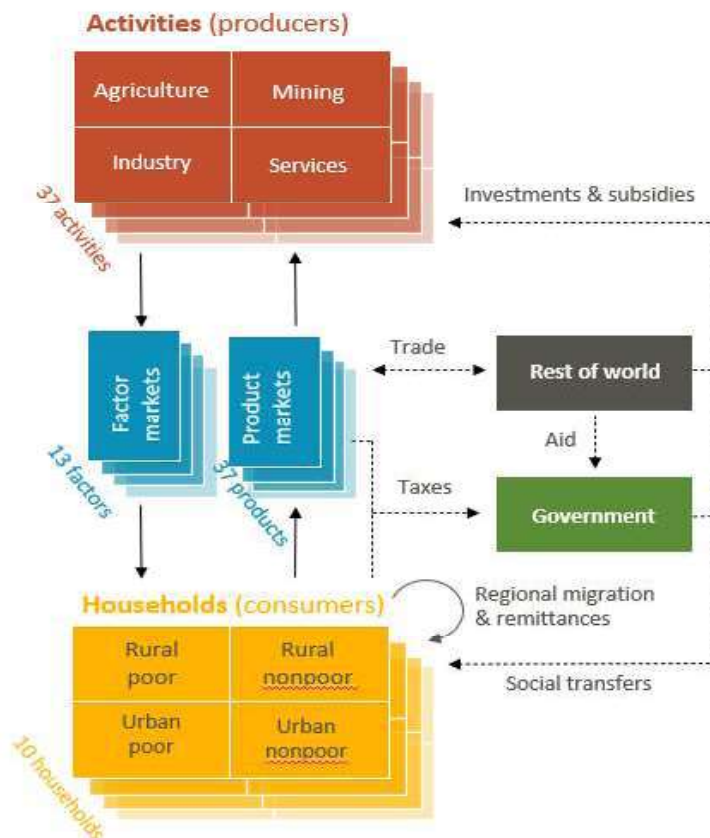 Activities (producers)
Agriculture
Mining
Industry
Services
37 activities
Investments & subsidies
Factor
markets
13 factors
Product
markets
37 products
Trade
Rest of world
Aid
Taxes
Government
Households (consumers)
Regional migration
& remittances
Rural
poor
Rural
nonpoor
Urban
poor
Urban
nonpoor
10 households
Social transfers